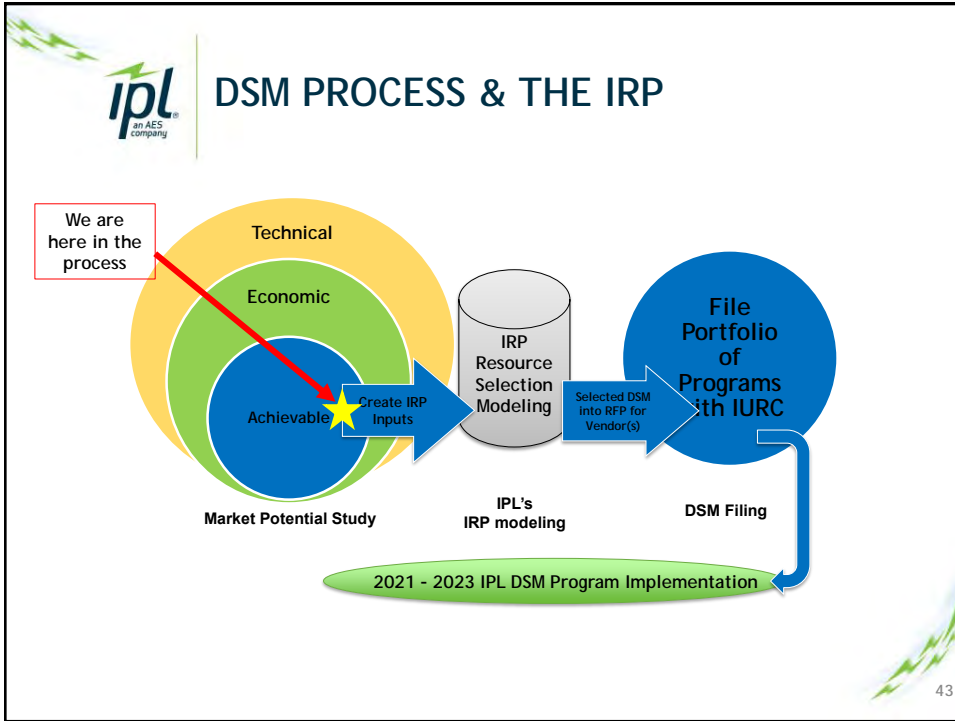 ipl®
an AES
company
DSM PROCESS & THE IRP
We are
here in the
process
Technical
Economic
Achievable
Create IRP
Inputs
IRP
Resource
Selection
Modeling
Selected DSM
into RFP for
Vendor(s)
File
Portfolio
of
Programs
with IURC
Market Potential Study
IPL's
IRP modeling
DSM Filing
2021 - 2023 IPL DSM Program Implementation
43